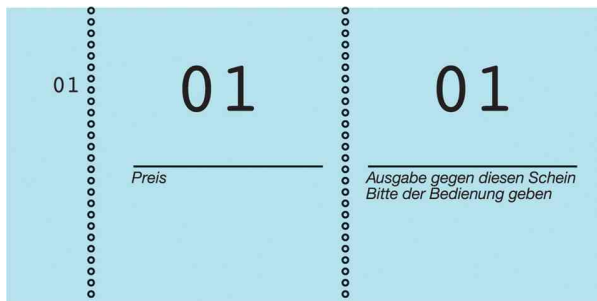 01
01
Preis
01
Ausgabe gegen diesen Schein
Bitte der Bedienung geben